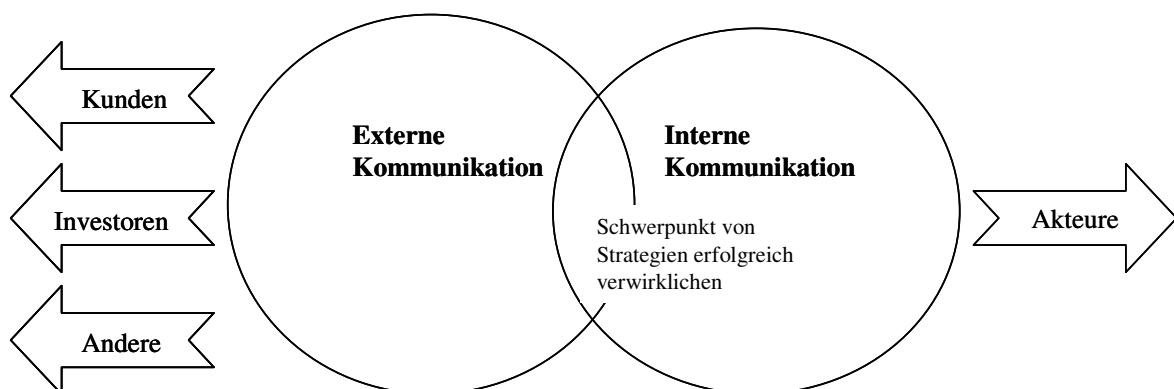 Kunden
Investoren
Andere
Externe
Kommunikation
Interne
Kommunikation
Schwerpunkt von
Strategien erfolgreich
verwirklichen
Akteure